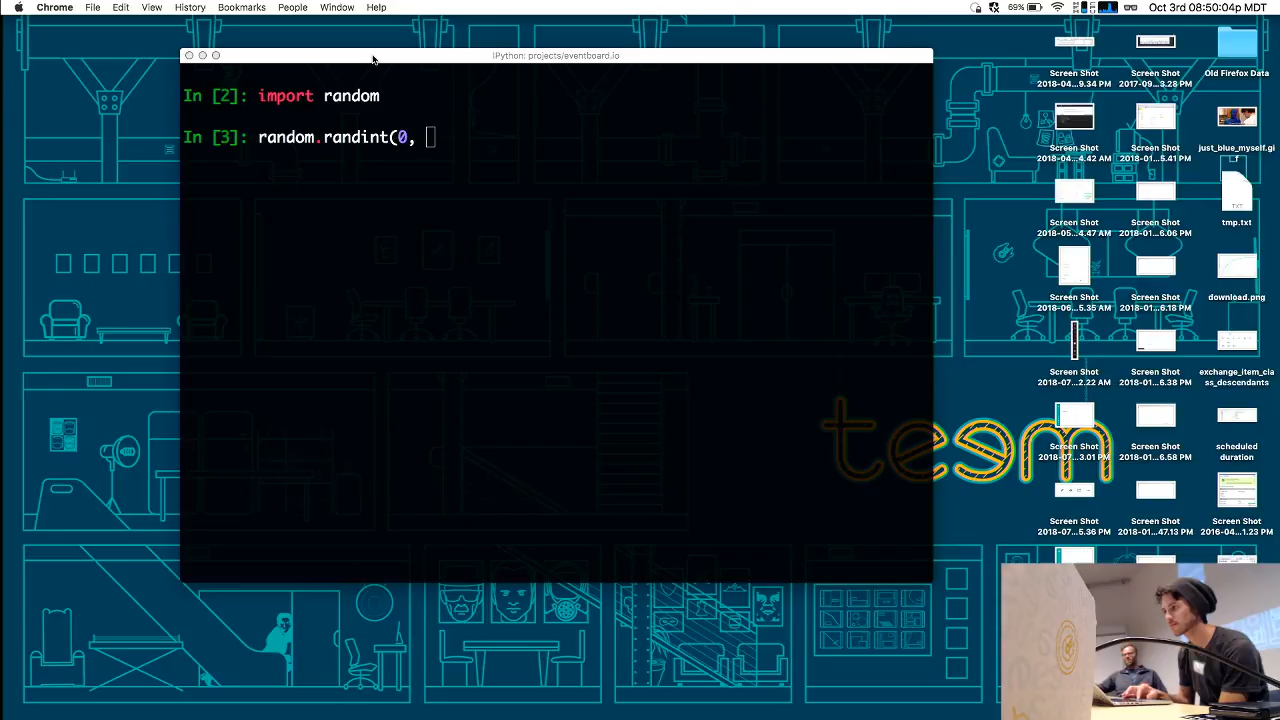 Chrome File Edit View History Bookmarks People Window Help 69% Oct 3rd 08:50:04p MDT
IPython: projects/eventboard.io
In [2]: import random
In [3]: random.randint(0,
teem
Screen Shot 2018-04...9.34 PM
Screen Shot 2017-09...3.28 PM
Old Firefox Data
Screen Shot 2018-04...4.42 AM
Screen Shot 2018-01...5.41 PM
just_blue_myself.gif
Screen Shot 2018-05...4.47 AM
Screen Shot 2018-01...6.06 PM
TXT
tmp.txt
Screen Shot 2018-06...5.35 AM
Screen Shot 2018-01...6.18 PM
download.png
Screen Shot 2018-07...2.22 AM
Screen Shot 2018-01...6.38 PM
exchange_item_class_descendants
Screen Shot 2018-07...3.01 PM
Screen Shot 2018-01...6.58 PM
scheduled duration
Screen Shot 2018-07...5.36 PM
Screen Shot 2018-01...47.13 PM
Screen Shot 2016-04...1.23 PM